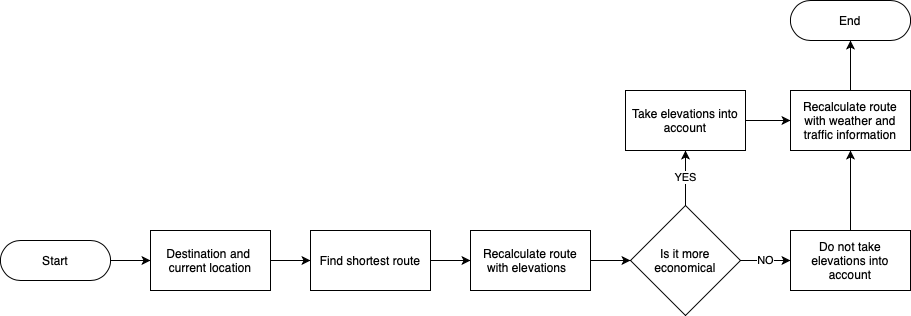 Start
Destination and
current location
Find shortest route
Recalculate route
with elevations
Is it more
economical
YES
Take elevations into
account
NO
Do not take
elevations into
account
Recalculate route
with weather and
traffic information
End